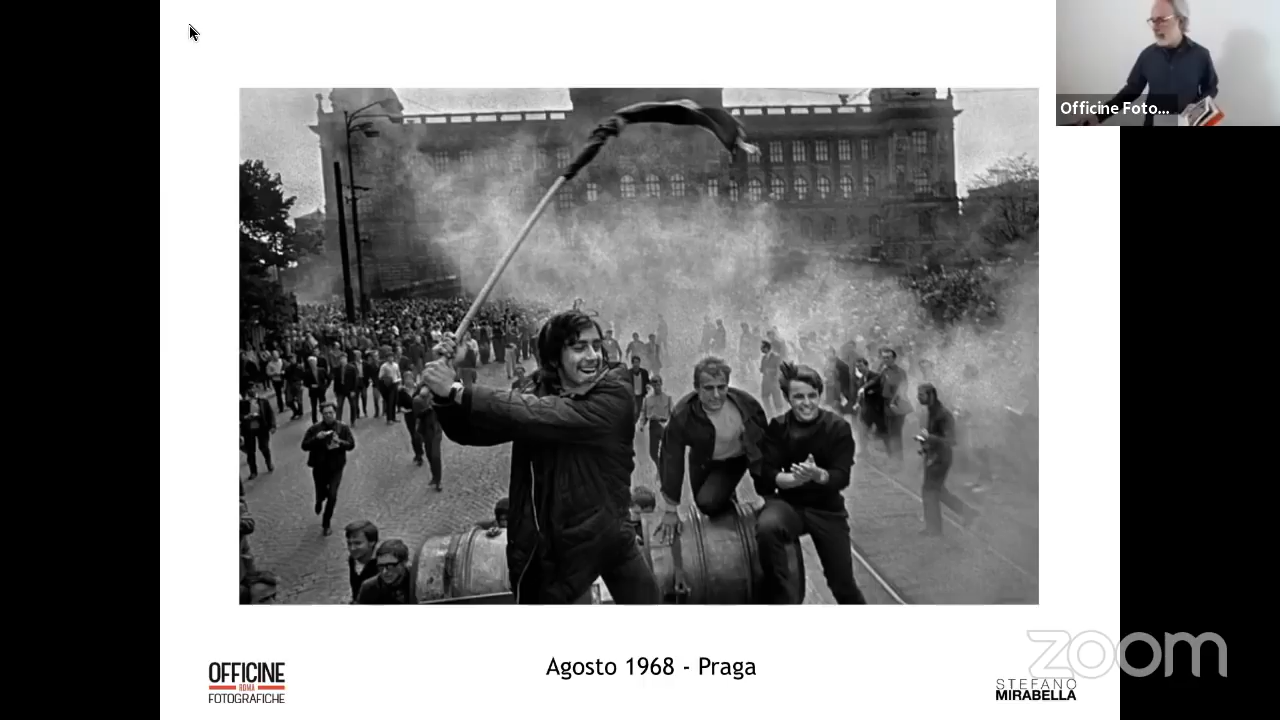 Officine Foto...
Agosto 1968 - Praga
OFFICINE
ROMA
FOTOGRAFICHE
zoom
STEFANO
MIRABELLA